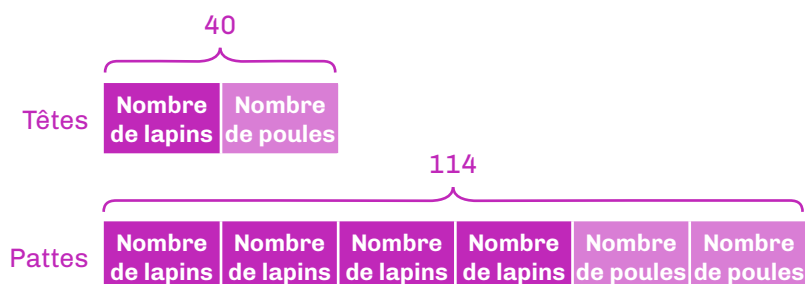 40
Têtes
Nombre de lapins
Nombre de poules
114
Pattes
Nombre de lapins
Nombre de lapins
Nombre de lapins
Nombre de lapins
Nombre de poules
Nombre de poules